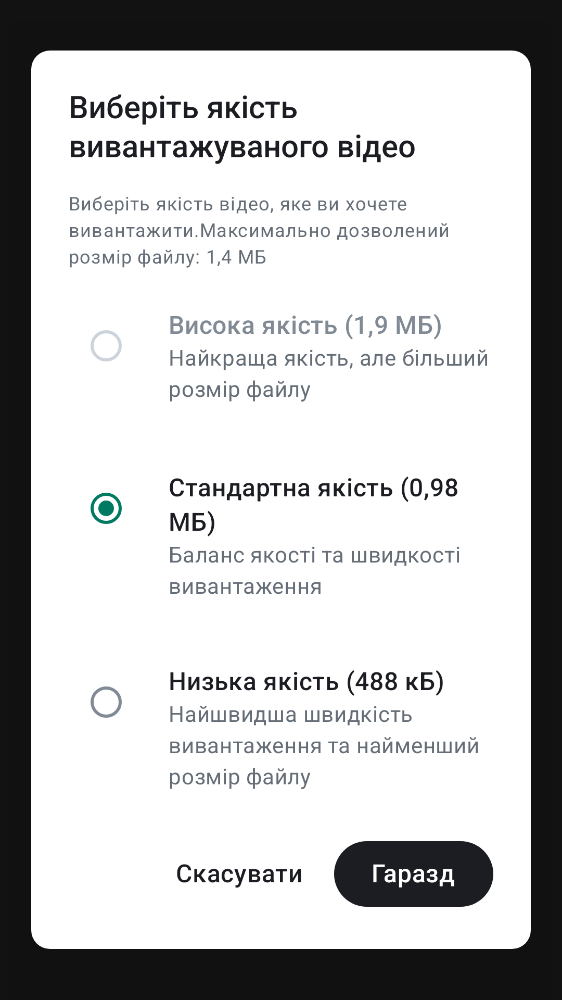 Виберіть якість
вивантажуваного відео
Виберіть якість відео, яке ви хочете
вивантажити.Максимально дозволений
розмір файлу: 1,4 МБ
Висока якість (1,9 МБ)
Найкраща якість, але більший
розмір файлу
Стандартна якість (0,98
МБ)
Баланс якості та швидкості
вивантаження
Низька якість (488 кБ)
Найшвидша швидкість
вивантаження та найменший
розмір файлу
Скасувати
Гаразд